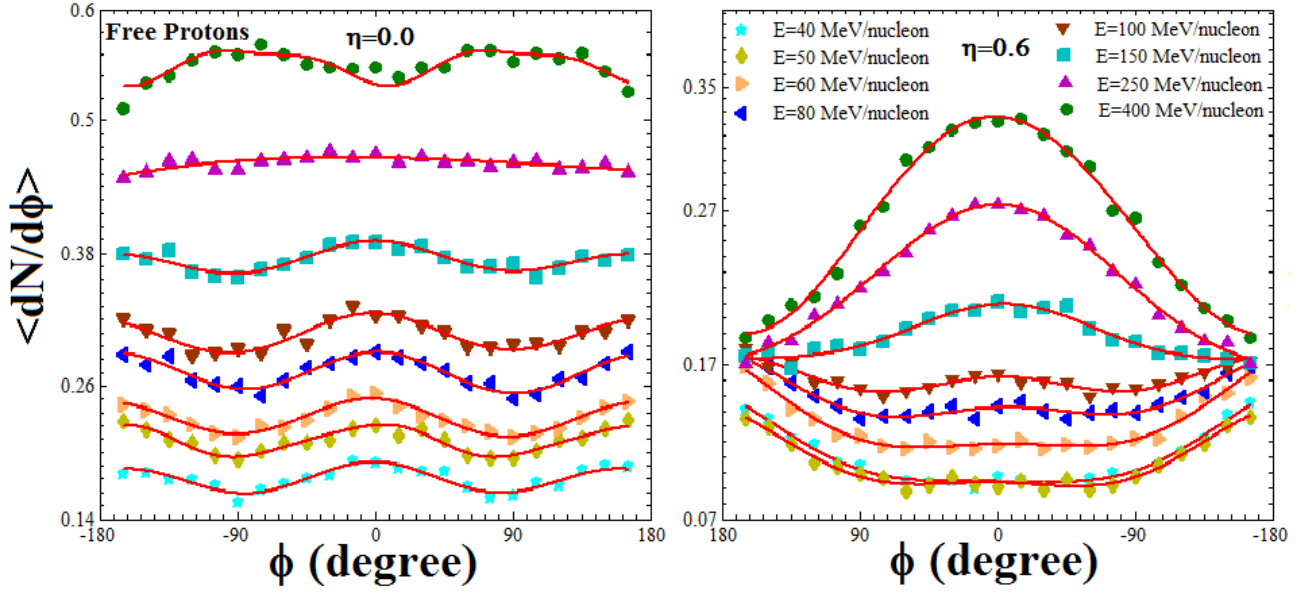 0.6
Free Protons
η=0.0
0.5
0.38
0.26
0.14
<dN/dϕ>
-180
-90
0
90
180
ϕ (degree)
E=40 MeV/nucleon
E=50 MeV/nucleon
E=60 MeV/nucleon
E=80 MeV/nucleon
η=0.6
E=100 MeV/nucleon
E=150 MeV/nucleon
E=250 MeV/nucleon
E=400 MeV/nucleon
0.35
0.27
0.17
0.07
180
90
0
-90
-180
ϕ (degree)